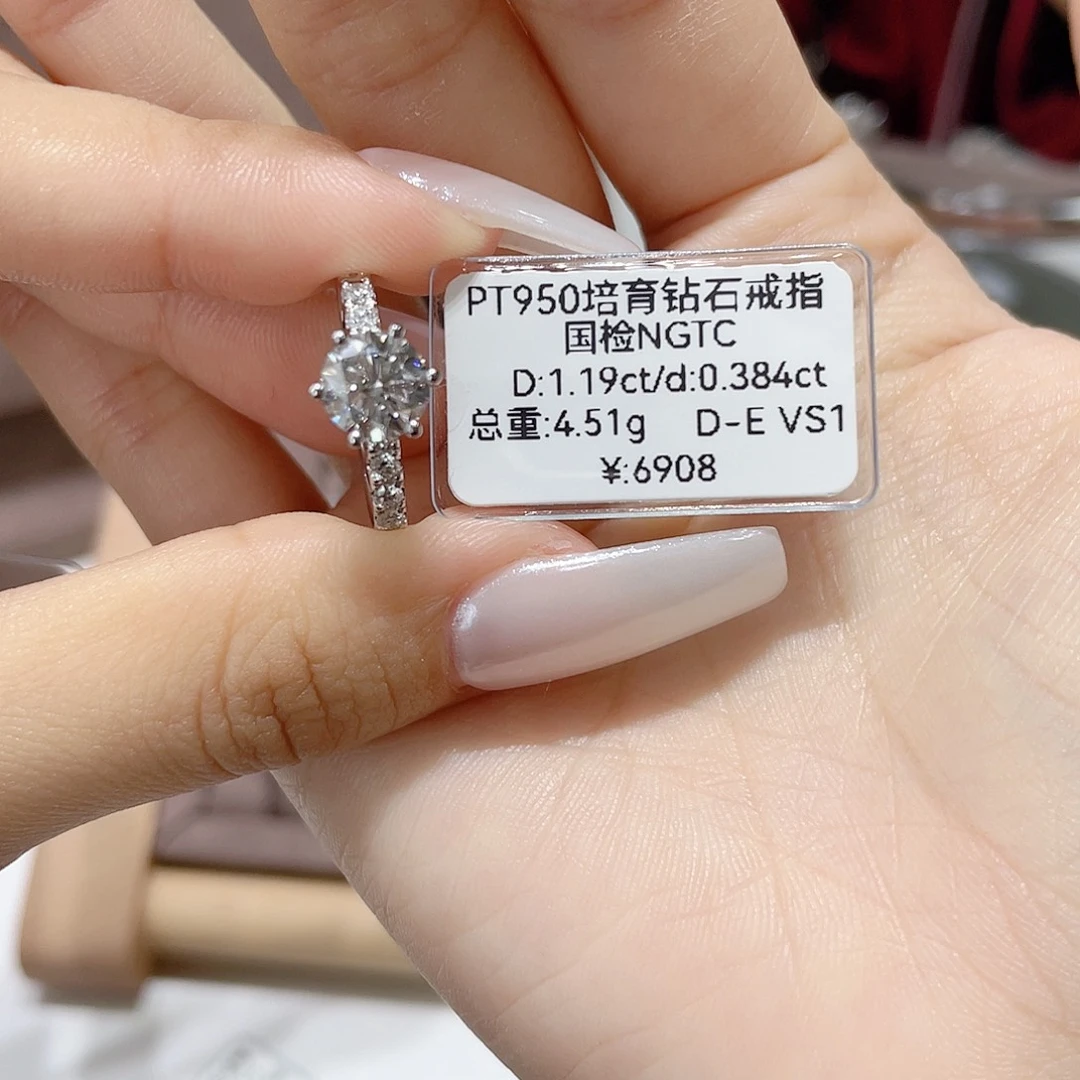 PT950培育钻石戒指
国检NGTC
D:1.19ct/d:0.384ct
总重:4.51g D-E VS1
¥:6908